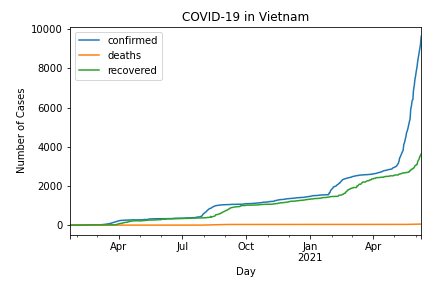 COVID-19 in Vietnam
10000
8000
6000
4000
2000
0
Number of Cases
confirmed
deaths
recovered
Apr
Jul
Oct
Jan
2021
Apr
Day